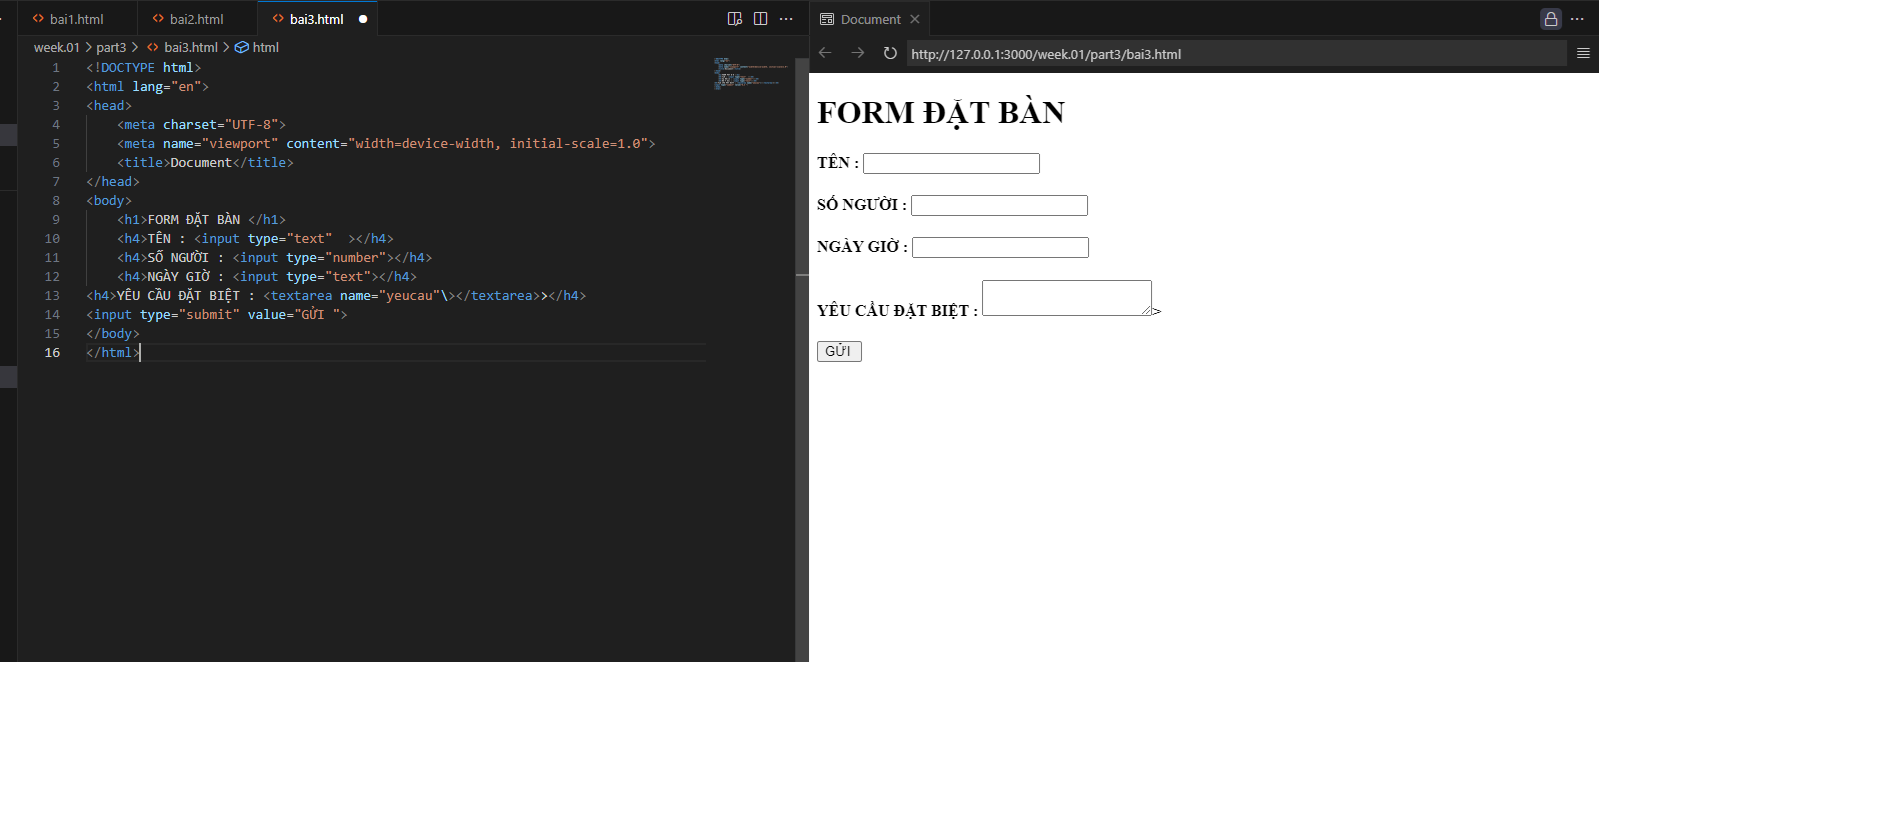 bai1.html bai2.html bai3.html
week.01 > part3 > bai3.html > html
1 <!DOCTYPE html>
2 <html lang="en">
3 <head>
4 <meta charset="UTF-8">
5 <meta name="viewport" content="width=device-width, initial-scale=1.0">
6 <title>Document</title>
7 </head>
8 <body>
9 <h1>FORM ĐẶT BÀN </h1>
10 <h4>TÊN : <input type="text"  ></h4>
11 <h4>SỐ NGƯỜI : <input type="number"></h4>
12 <h4>NGÀY GIỜ : <input type="text"></h4>
13 <h4>YÊU CẦU ĐẶT BIỆT : <textarea name="yeucau"\></textarea>></h4>
14 <input type="submit" value="GỬI ">
15 </body>
16 </html>
Document
http://127.0.0.1:3000/week.01/part3/bai3.html
FORM ĐẶT BÀN
TÊN :
SỐ NGƯỜI :
NGÀY GIỜ :
YÊU CẦU ĐẶT BIỆT : >
GỬI